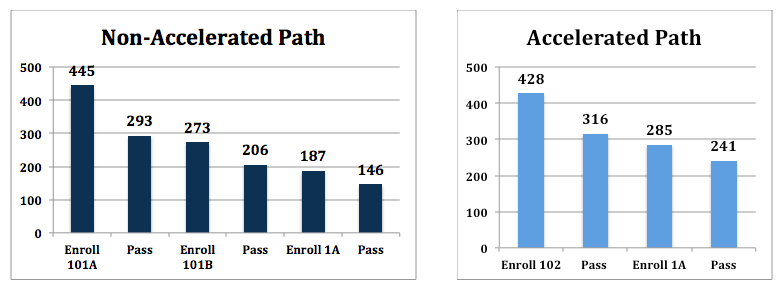 Non-Accelerated Path
500
400
300
200
100
0
445
293
273
206
187
146
Enroll 101A
Pass
Enroll 101B
Pass
Enroll 1A
Pass
Accelerated Path
500
400
300
200
100
0
428
316
285
241
Enroll 102
Pass
Enroll 1A
Pass